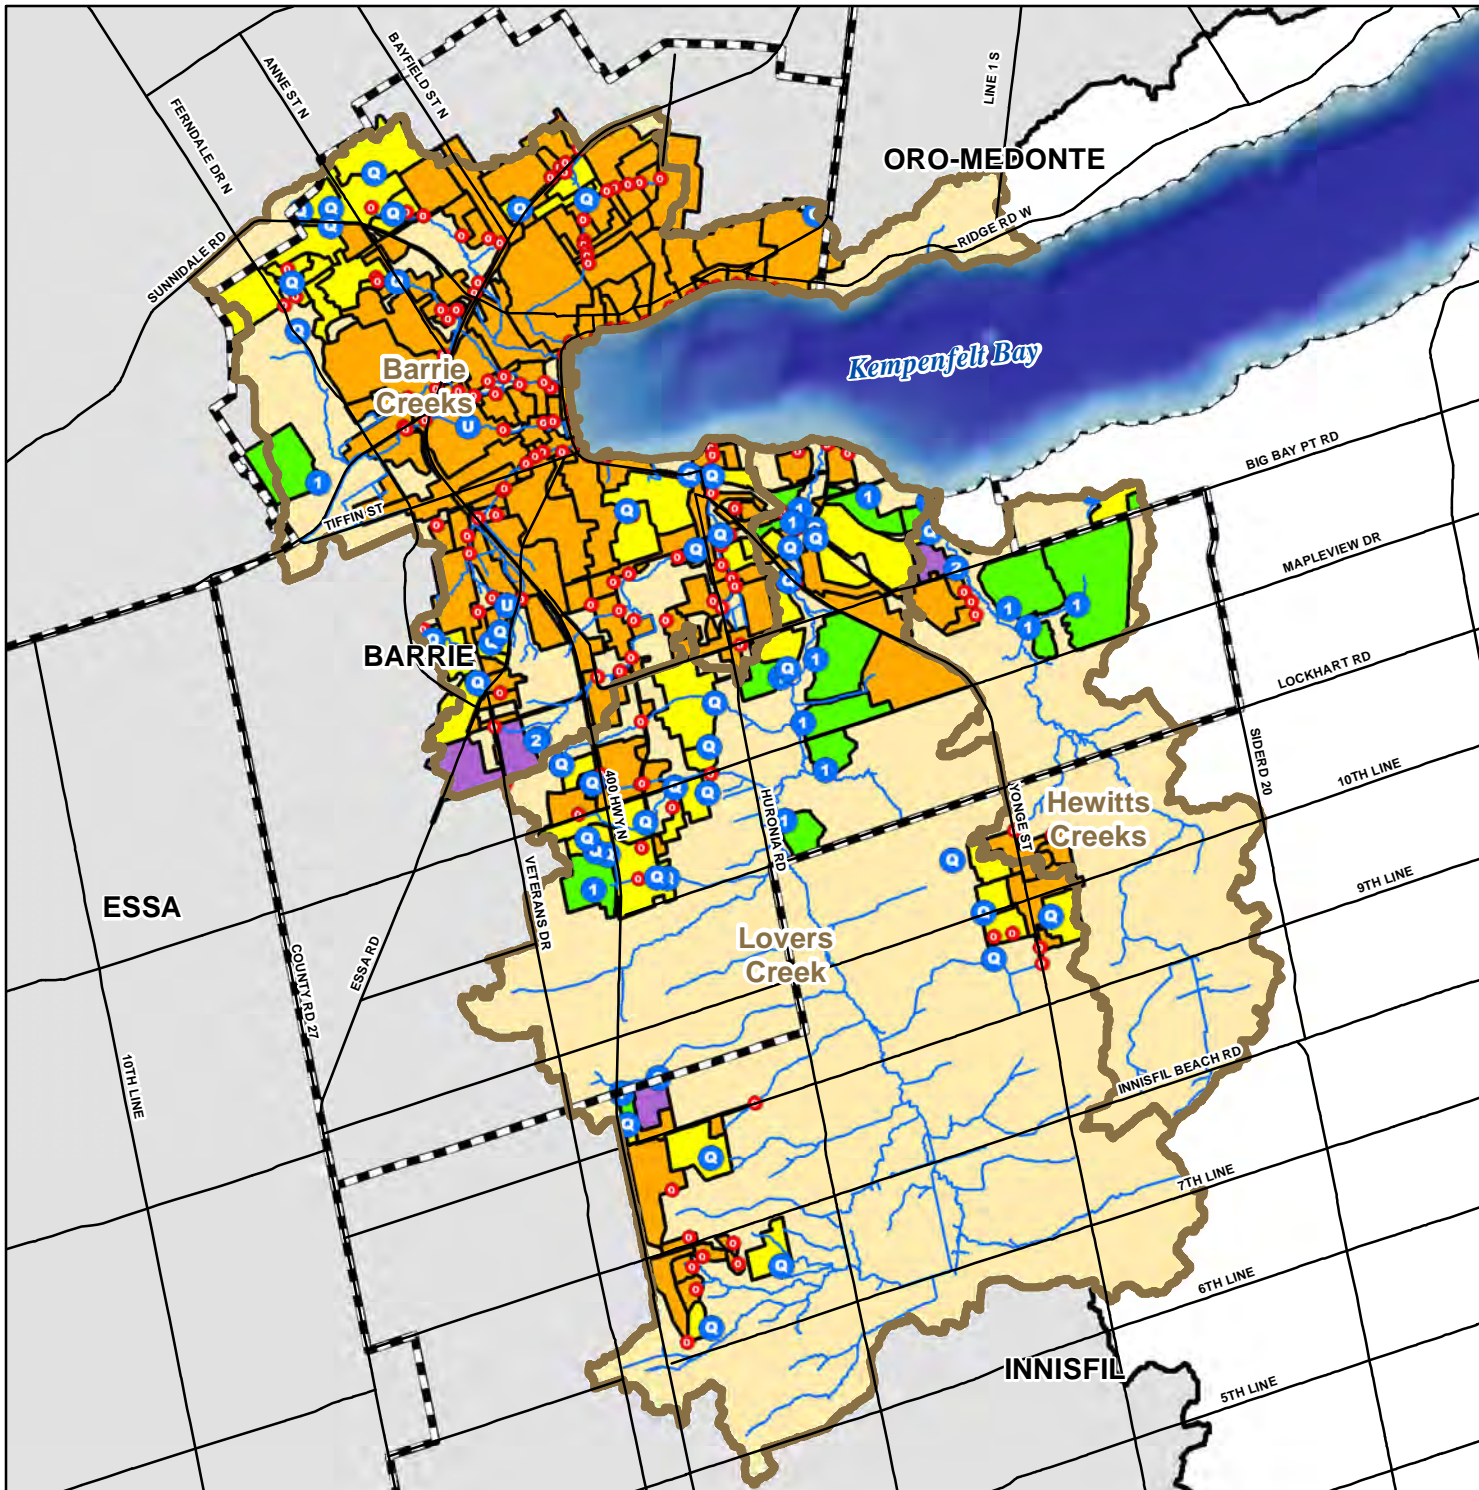 BAYFIELD ST N
ANNE ST N
FERNDALE DR N
LINE 1 S
ORO-MEDONTE
RIDGE RD W
SUNNIDALE RD
Kempenfelt Bay
Barrie
Creeks
BIG BAY PT RD
TIFFIN ST
MAPLEVIEW DR
BARRIE
LOCKHART RD
SIDERD 20
10TH LINE
400 HWY N
HURONIA RD
YONGE ST
Hewitts
Creeks
ESSA
VETERANS DR
9TH LINE
ESSA RD
COUNTY RD 27
Lovers
Creek
10TH LINE
INNISFIL BEACH RD
7TH LINE
6TH LINE
INNISFIL
5TH LINE